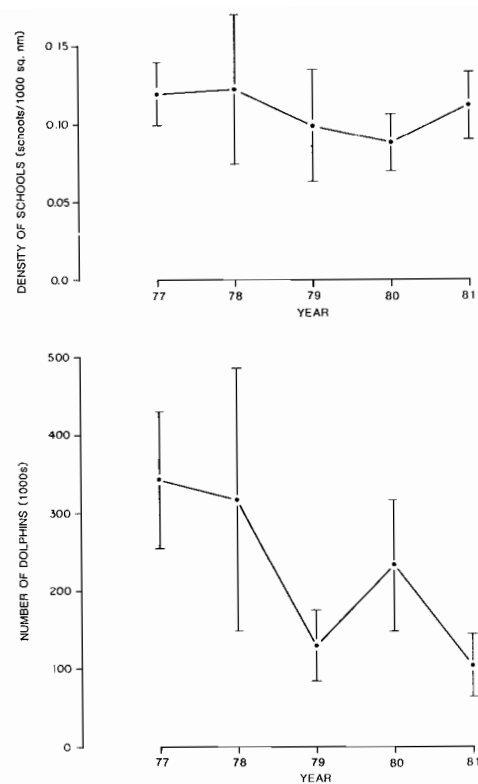 DENSITY OF SCHOOLS (schools/1000 sq. nm)
0.15
0.10
0.05
0.0
77 78 79 80 81
YEAR
NUMBER OF DOLPHINS (1000s)
500
400
300
200
100
0
77 78 79 80 81
YEAR